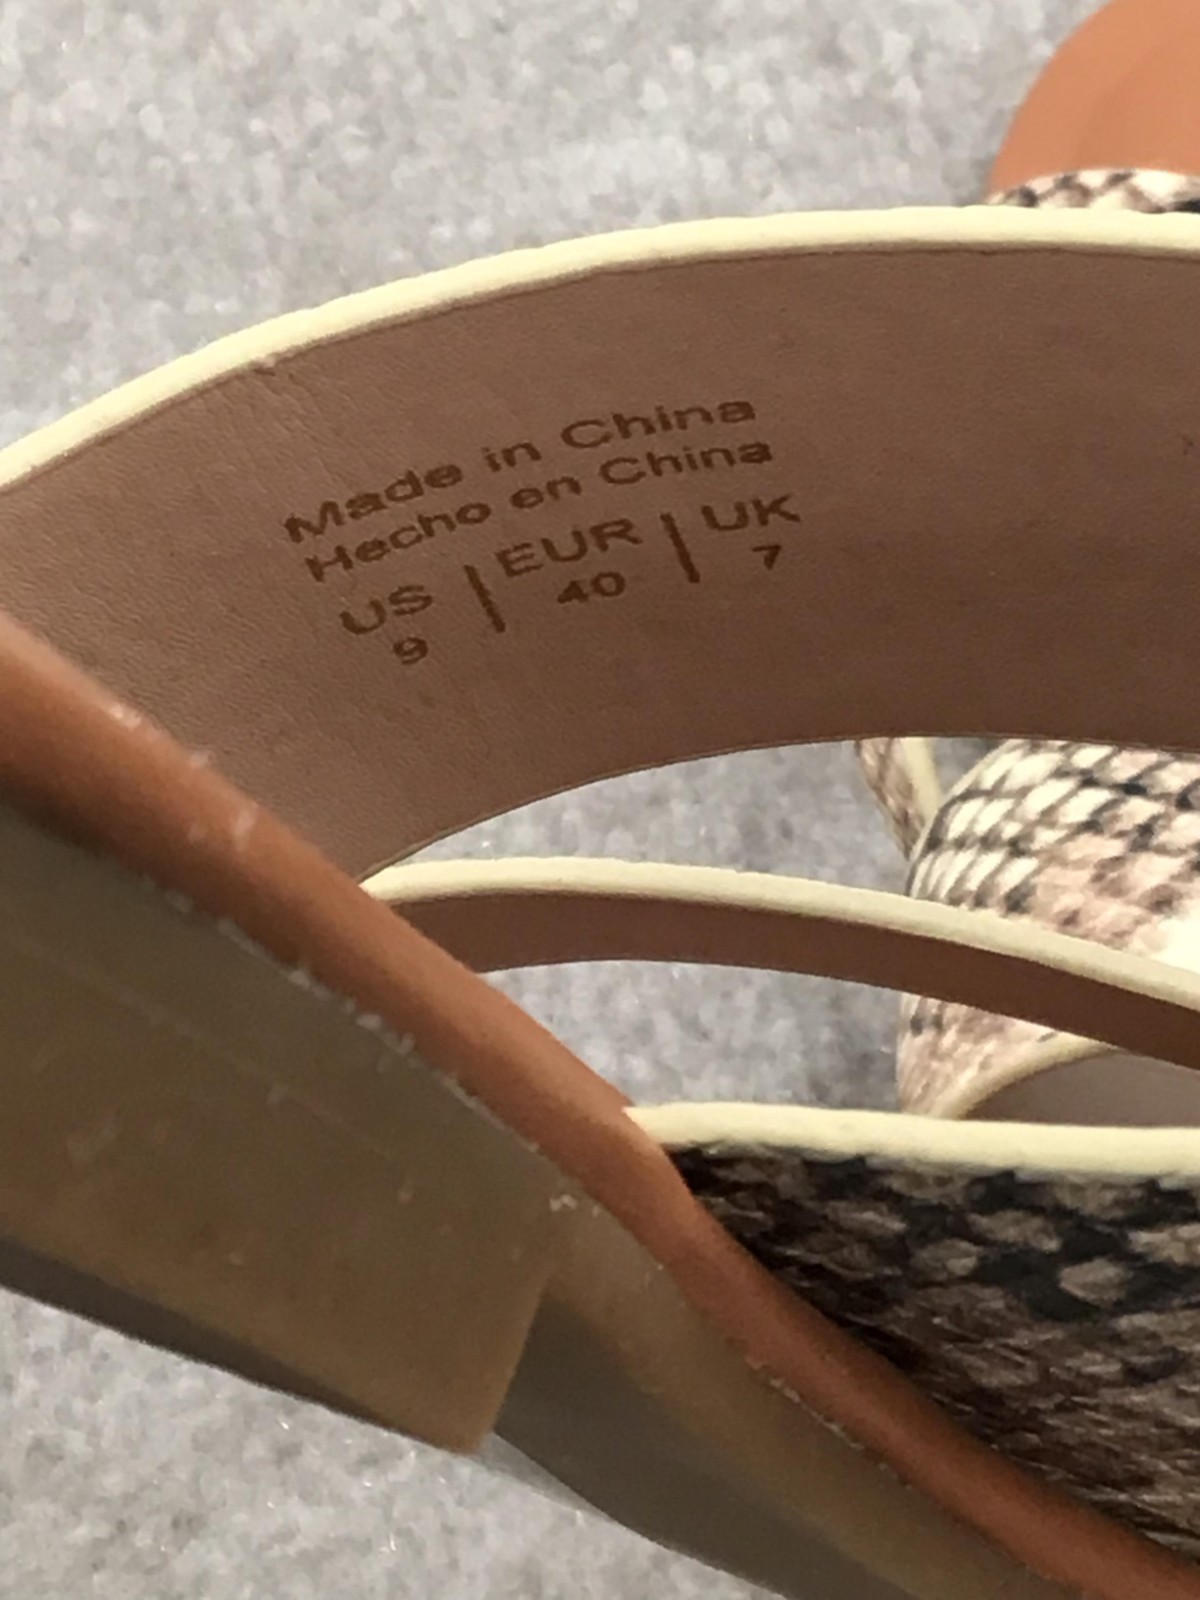 Made in China
Hecho en China
US | EUR | UK
9 40 7